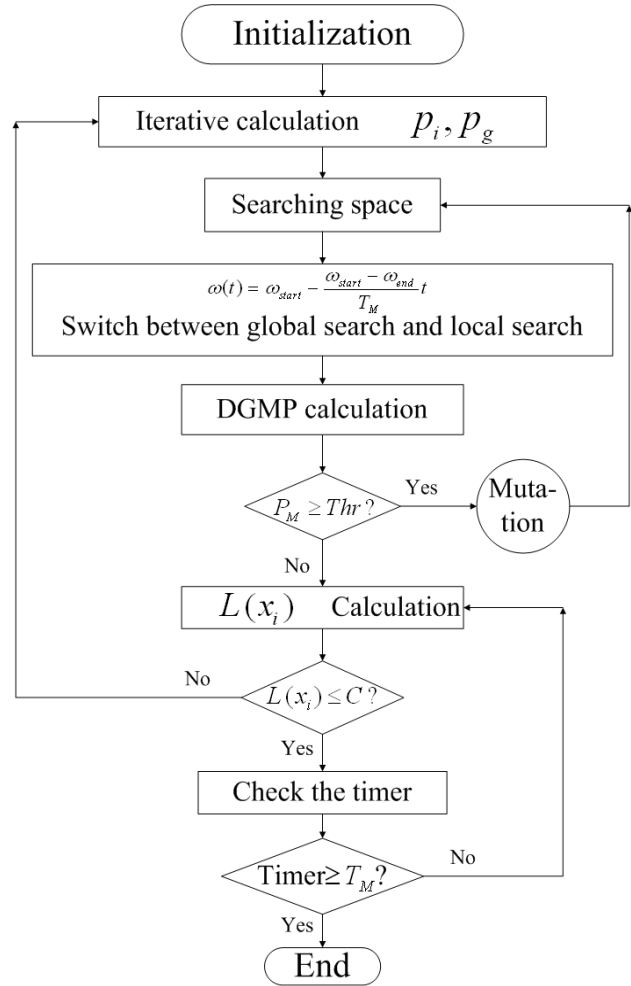 Initialization
Iterative calculation p_i, p_g
Searching space
ω(t) = ω_start − (ω_start − ω_end)/T_M t
Switch between global search and local search
DGMP calculation
P_M ≥ Thr ?
Yes
Muta-
tion
No
L(x_i) Calculation
No
L(x_i) ≤ C ?
Yes
Check the timer
Timer≥ T_M?
No
Yes
End